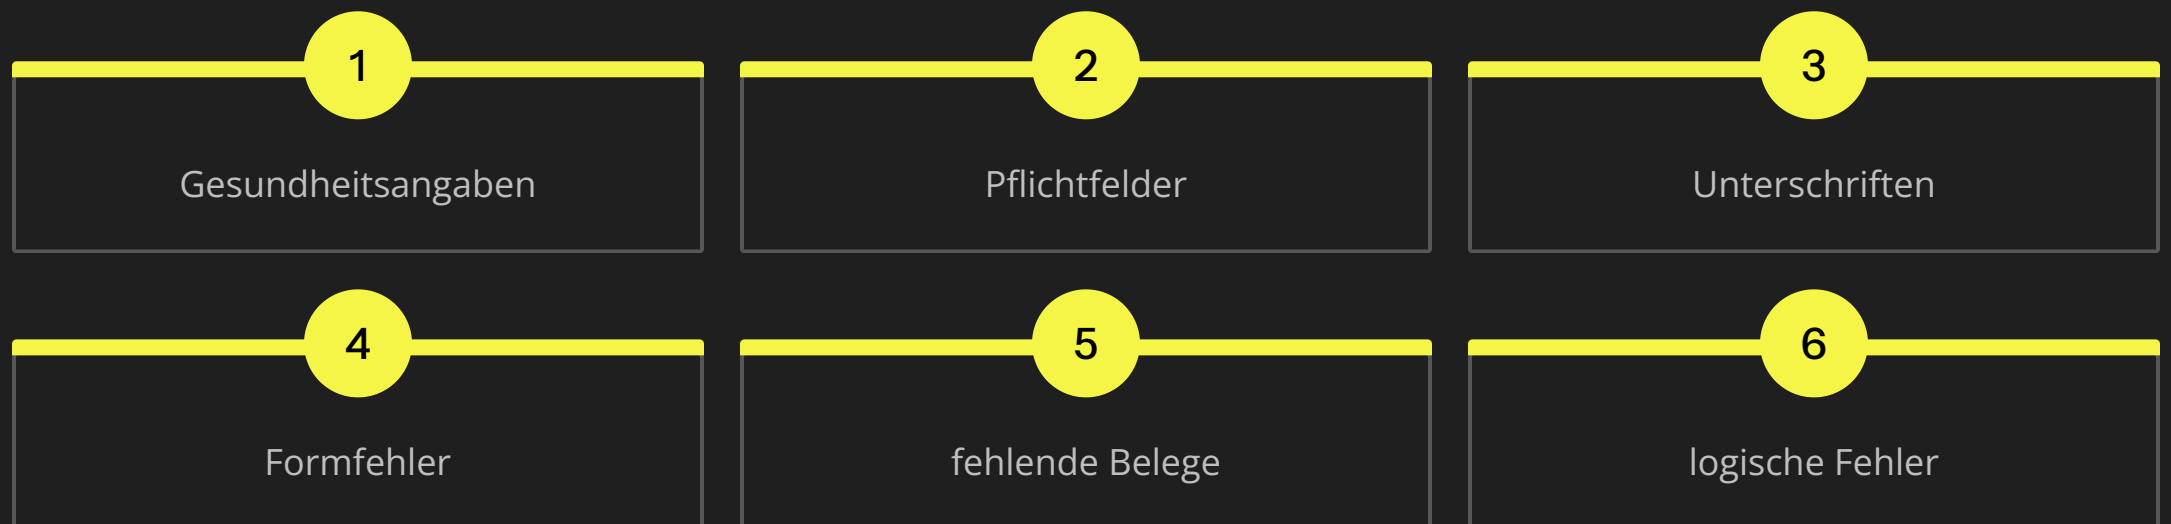 1
Gesundheitsangaben
2
Pflichtfelder
3
Unterschriften
4
Formfehler
5
fehlende Belege
6
logische Fehler